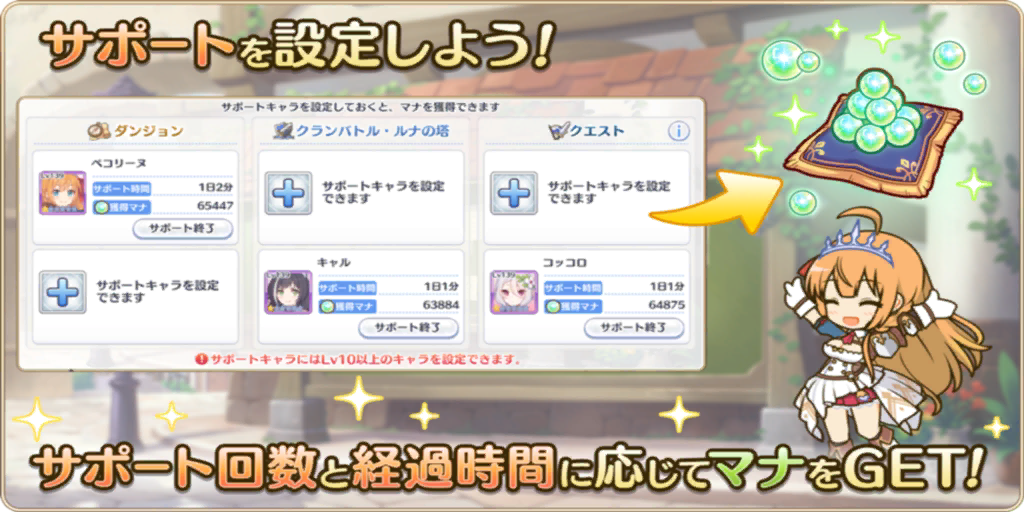 サポートを設定しよう!
サポートキャラを設定しておくと、マナを獲得できます
ダンジョン
クランバトル・ルナの塔
クエスト
i
ペコリーヌ
Lv139
サポート時間 1日2分
獲得マナ 65447
サポート終了
サポートキャラを設定
できます
サポートキャラを設定
できます
サポートキャラを設定
できます
キャル
Lv139
サポート時間 1日1分
獲得マナ 63884
サポート終了
コッコロ
Lv139
サポート時間 1日1分
獲得マナ 64875
サポート終了
サポートキャラにはLv10以上のキャラを設定できます。
サポート回数と経過時間に応じてマナをGET!